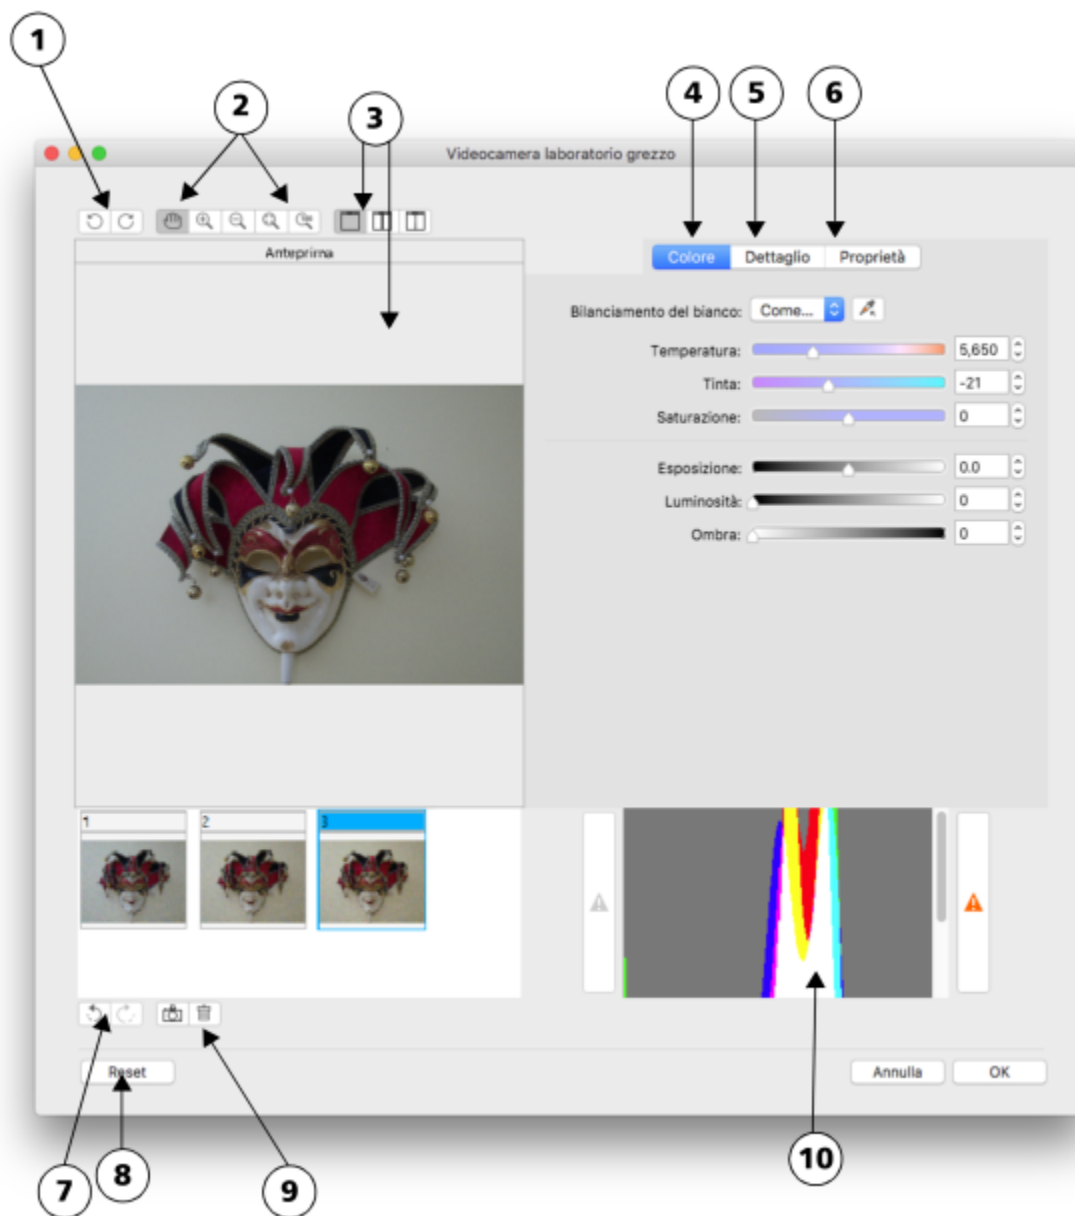 1
2
3
4
5
6
Videocamera laboratorio grezzo
Anteprima
Colore
Dettaglio
Proprietà
Bilanciamento del bianco: Come...
Temperatura: 5,650
Tinta: -21
Saturazione: 0
Esposizione: 0.0
Luminosità: 0
Ombra: 0
1
2
3
Reset
Annulla
OK
7
8
9
10